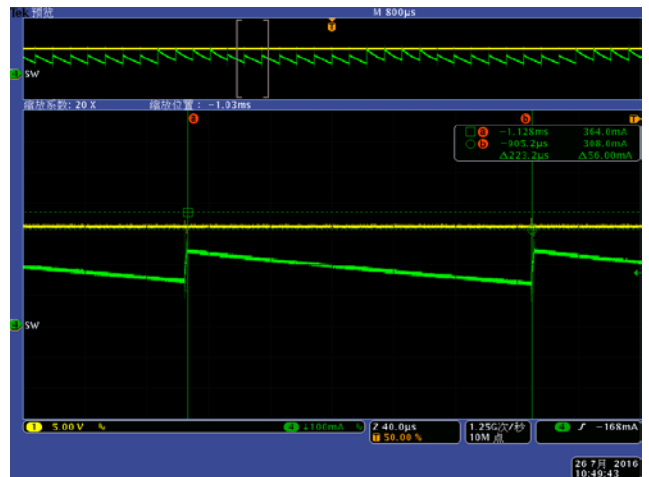 Tek 预览
M 800µs
T
4 SW
缩放系数: 20 X 缩放位置: -1.03ms
a b T
a -1.128ms 364.0mA
b -905.2µs 308.0mA
Δ223.2µs Δ56.00mA
4 SW
1 5.00 V 4 ↓100mA Z 40.0µs 1.25G次/秒 4 ∫ -168mA
T 50.00 % 10M 点
26 7月 2016
10:49:43